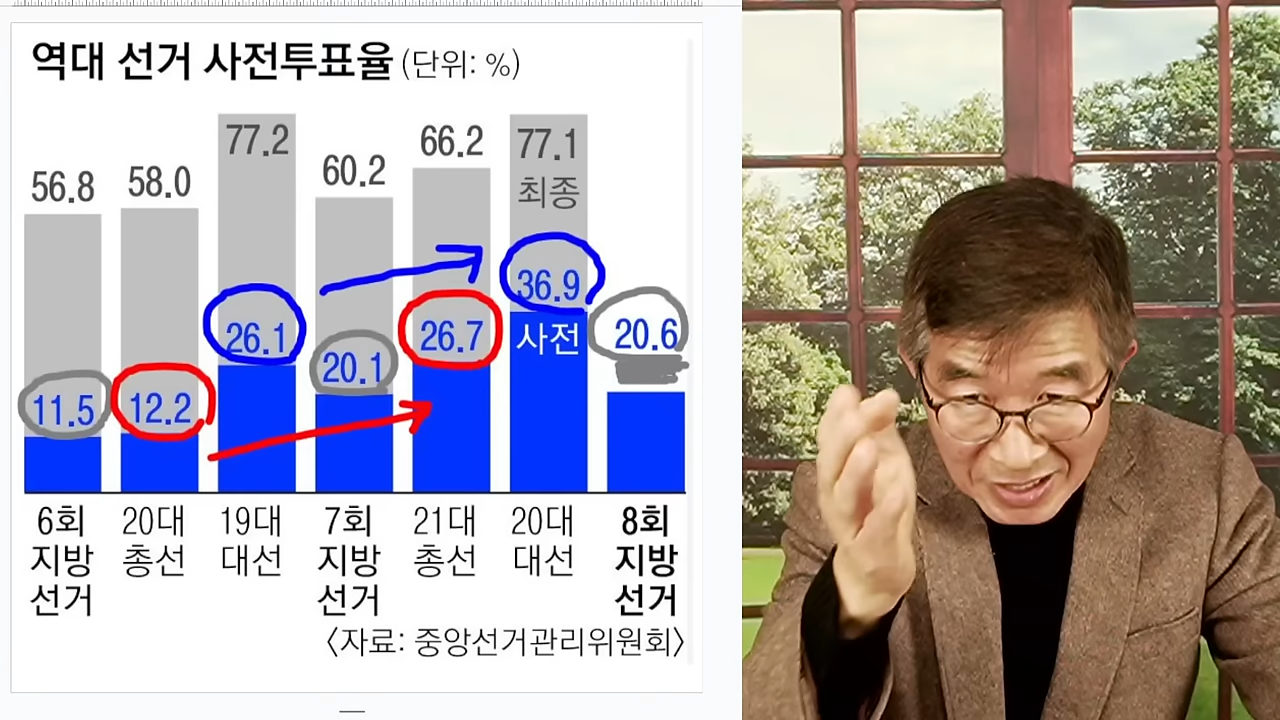 역대 선거 사전투표율 (단위: %)
56.8
58.0
77.2
60.2
66.2
77.1
최종
11.5
12.2
26.1
20.1
26.7
36.9
사전
20.6
6회 지방 선거
20대 총선
19대 대선
7회 지방 선거
21대 총선
20대 대선
8회 지방 선거
〈자료: 중앙선거관리위원회〉